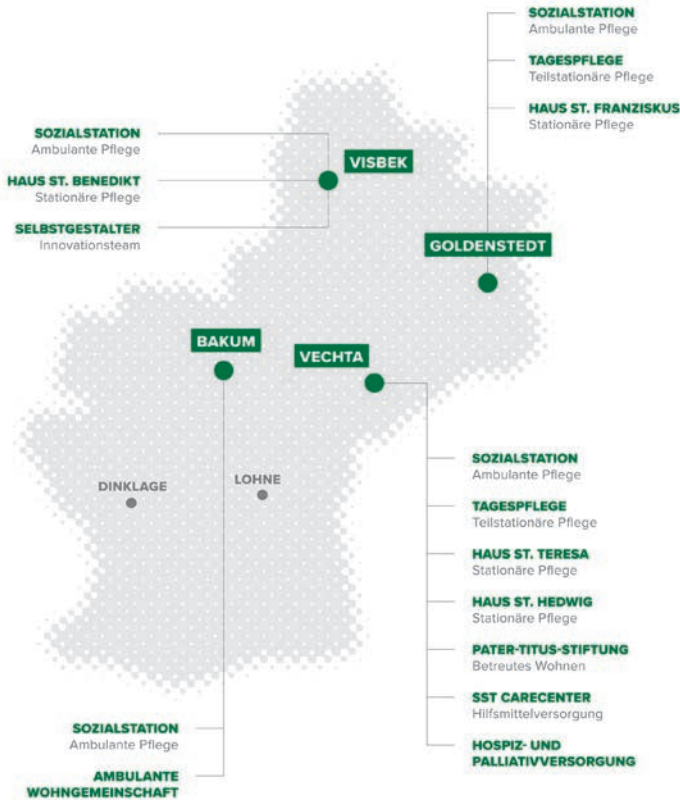 SOZIALSTATION
Ambulante Pflege
TAGESPFLEGE
Teilstationäre Pflege
HAUS ST. FRANZISKUS
Stationäre Pflege
SOZIALSTATION
Ambulante Pflege
HAUS ST. BENEDIKT
Stationäre Pflege
SELBSTGESTALTER
Innovationsteam
VISBEK
GOLDENSTEDT
BAKUM
VECHTA
DINKLAGE
LOHNE
SOZIALSTATION
Ambulante Pflege
TAGESPFLEGE
Teilstationäre Pflege
HAUS ST. TERESA
Stationäre Pflege
HAUS ST. HEDWIG
Stationäre Pflege
PATER-TITUS-STIFTUNG
Betreutes Wohnen
SST CARECENTER
Hilfsmittelversorgung
HOSPIZ- UND
PALLIATIVVERSORGUNG
SOZIALSTATION
Ambulante Pflege
AMBULANTE
WOHNGEMEINSCHAFT